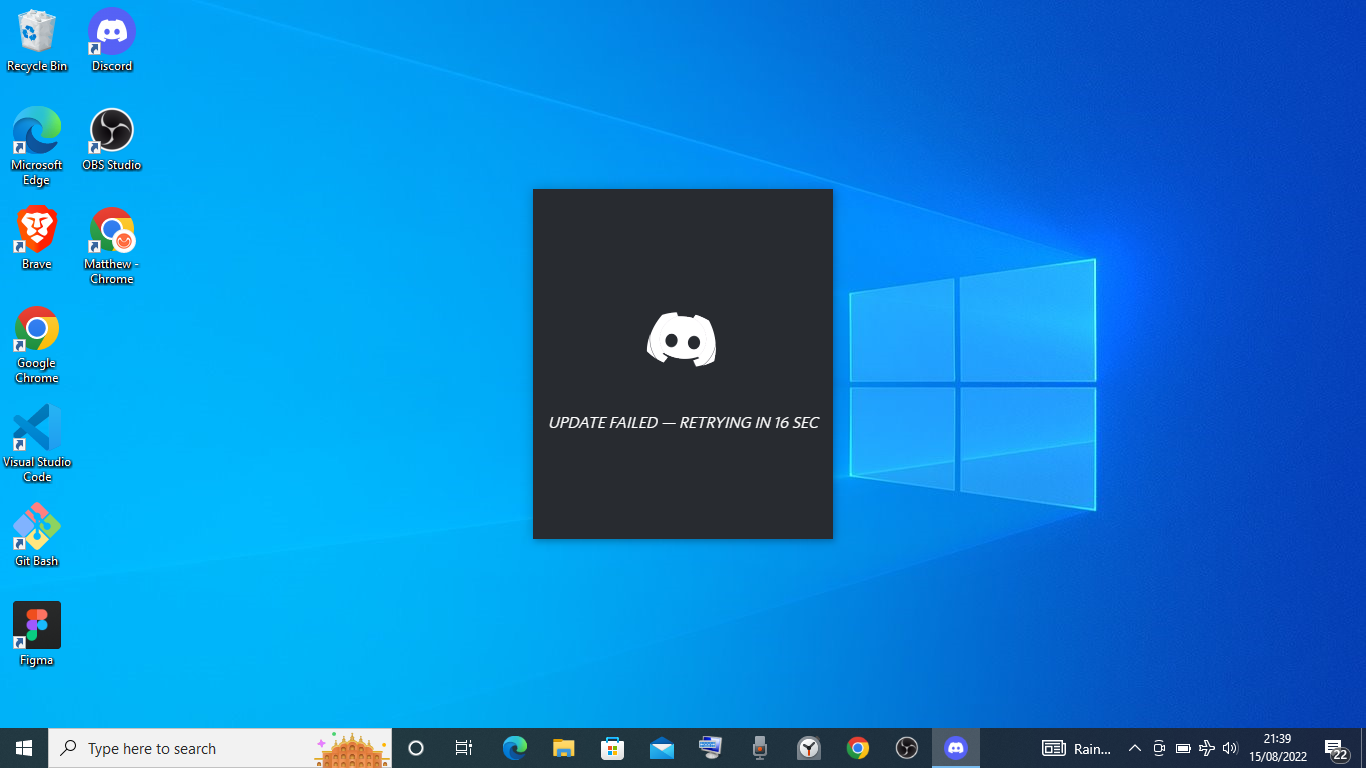 Recycle Bin
Discord
Microsoft
Edge
OBS Studio
Brave
Matthew -
Chrome
Google
Chrome
Visual Studio
Code
Git Bash
Figma
UPDATE FAILED — RETRYING IN 16 SEC
Type here to search
Rain...
21:39
15/08/2022
22